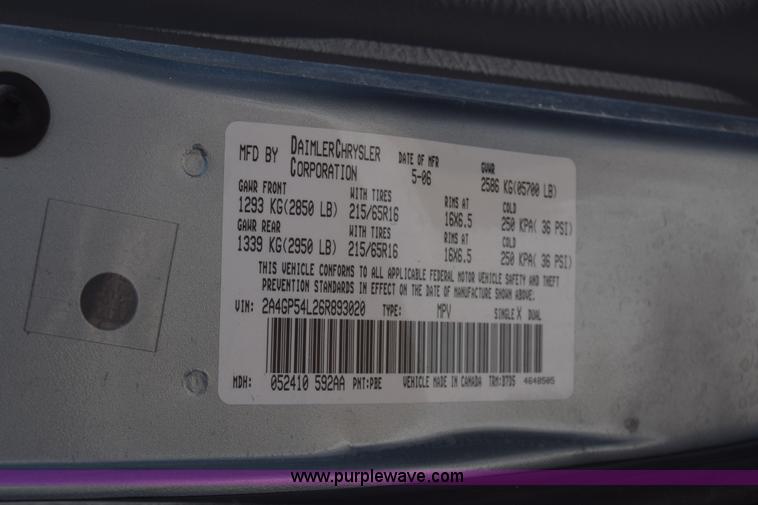 MFD BY DAIMLERCHRYSLER CORPORATION DATE OF MFR 5-06 GVWR 2586 KG(05700 LB)
GAWR FRONT WITH TIRES RIMS AT COLD
1293 KG(2850 LB) 215/65R16 16X6.5 250 KPA( 36 PSI)
GAWR REAR WITH TIRES RIMS AT COLD
1339 KG(2950 LB) 215/65R16 16X6.5 250 KPA( 36 PSI)
THIS VEHICLE CONFORMS TO ALL APPLICABLE FEDERAL MOTOR VEHICLE SAFETY AND THEFT
PREVENTION STANDARDS IN EFFECT ON THE DATE OF MANUFACTURE SHOWN ABOVE.
VIN: 2A4GP54L26R893020 TYPE: MPV SINGLE X DUAL
MDH: 052410 592AA PNT:PBE VEHICLE MADE IN CANADA TRM:D7D5 4648505
www.purplewave.com